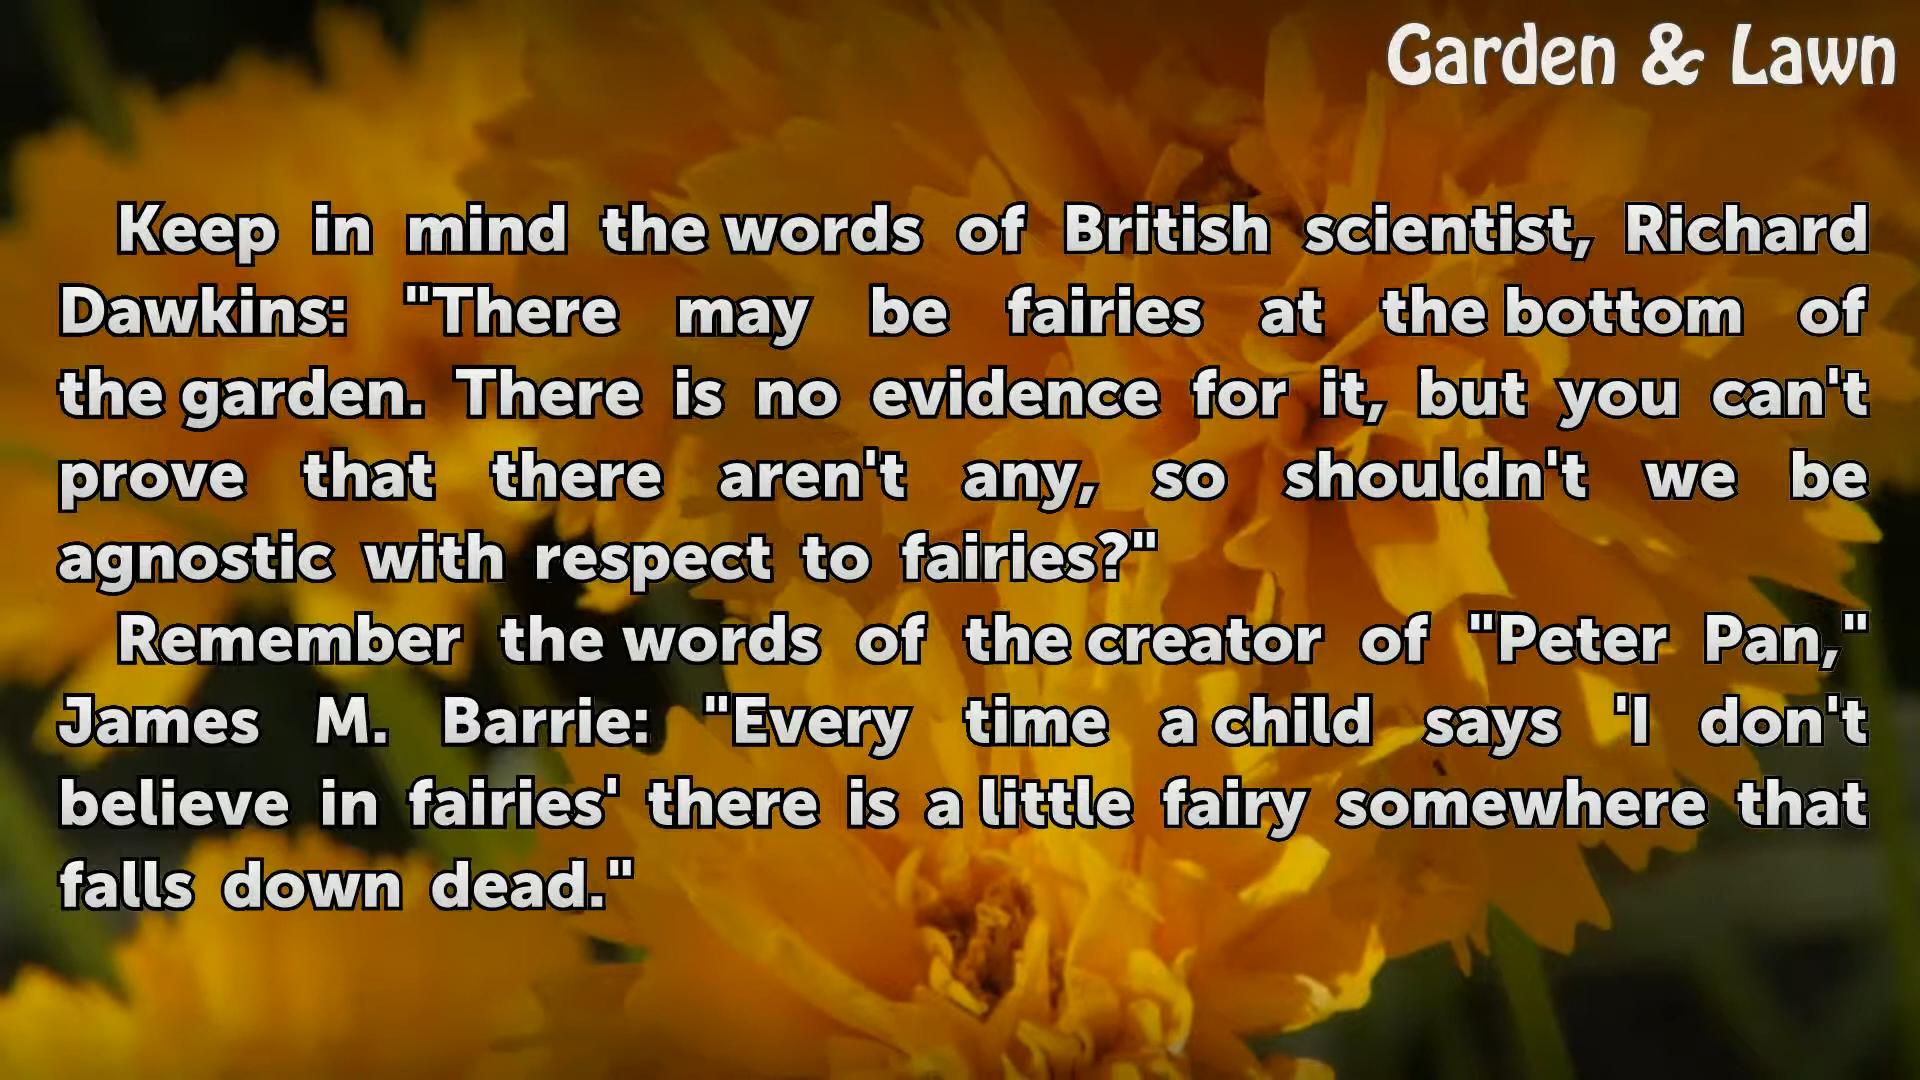 Garden & Lawn
Keep in mind the words of British scientist, Richard
Dawkins: "There may be fairies at the bottom of
the garden. There is no evidence for it, but you can't
prove that there aren't any, so shouldn't we be
agnostic with respect to fairies?"
Remember the words of the creator of "Peter Pan,"
James M. Barrie: "Every time a child says 'I don't
believe in fairies' there is a little fairy somewhere that
falls down dead."